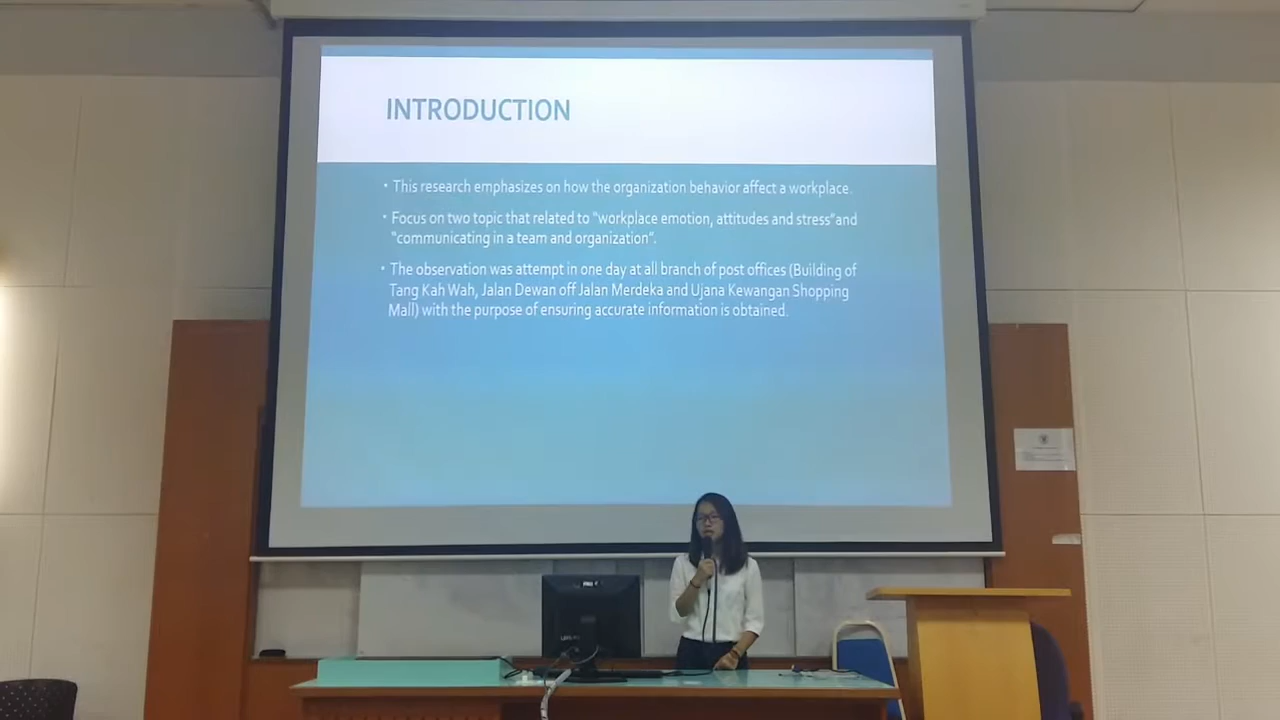 INTRODUCTION
• This research emphasizes on how the organization behavior affect a workplace.
• Focus on two topic that related to "workplace emotion, attitudes and stress"and
"communicating in a team and organization".
• The observation was attempt in one day at all branch of post offices (Building of
Tang Kah Wah, Jalan Dewan off Jalan Merdeka and Ujana Kewangan Shopping
Mall) with the purpose of ensuring accurate information is obtained.